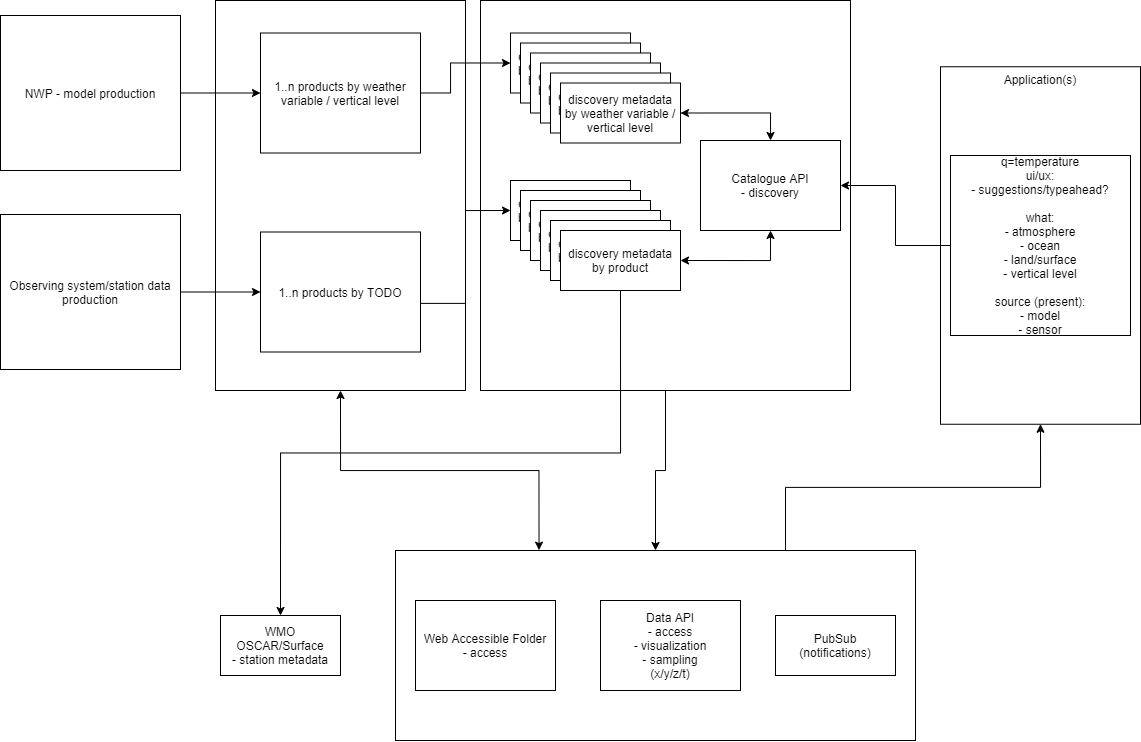 NWP - model production
1..n products by weather
variable / vertical level
discovery metadata
by weather variable /
vertical level
Catalogue API
- discovery
Application(s)
q=temperature
ui/ux:
- suggestions/typeahead?
what:
- atmosphere
- ocean
- land/surface
- vertical level
source (present):
- model
- sensor
Observing system/station data
production
1..n products by TODO
discovery metadata
by product
WMO
OSCAR/Surface
- station metadata
Web Accessible Folder
- access
Data API
- access
- visualization
- sampling
(x/y/z/t)
PubSub
(notifications)